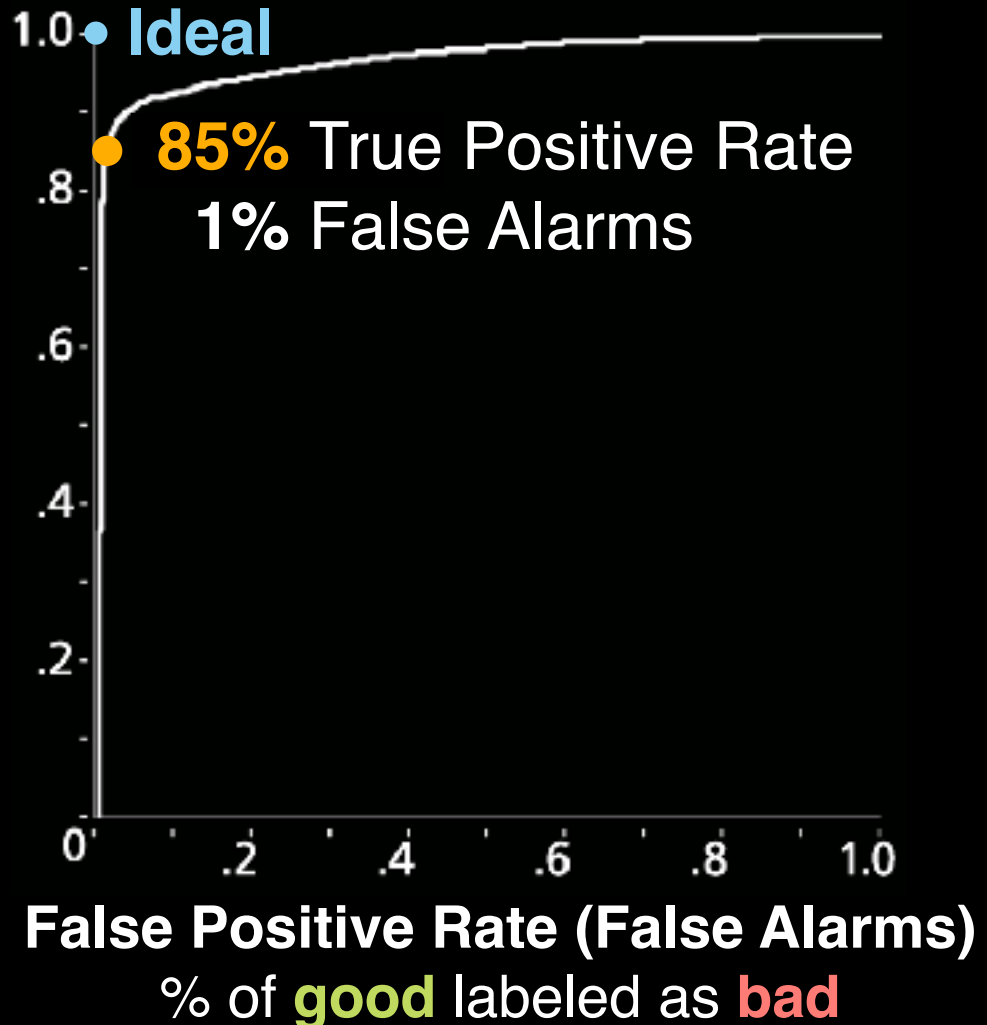 1.0 Ideal
85% True Positive Rate
.8
1% False Alarms
.6
.4
.2
0 .2 .4 .6 .8 1.0
False Positive Rate (False Alarms)
% of good labeled as bad